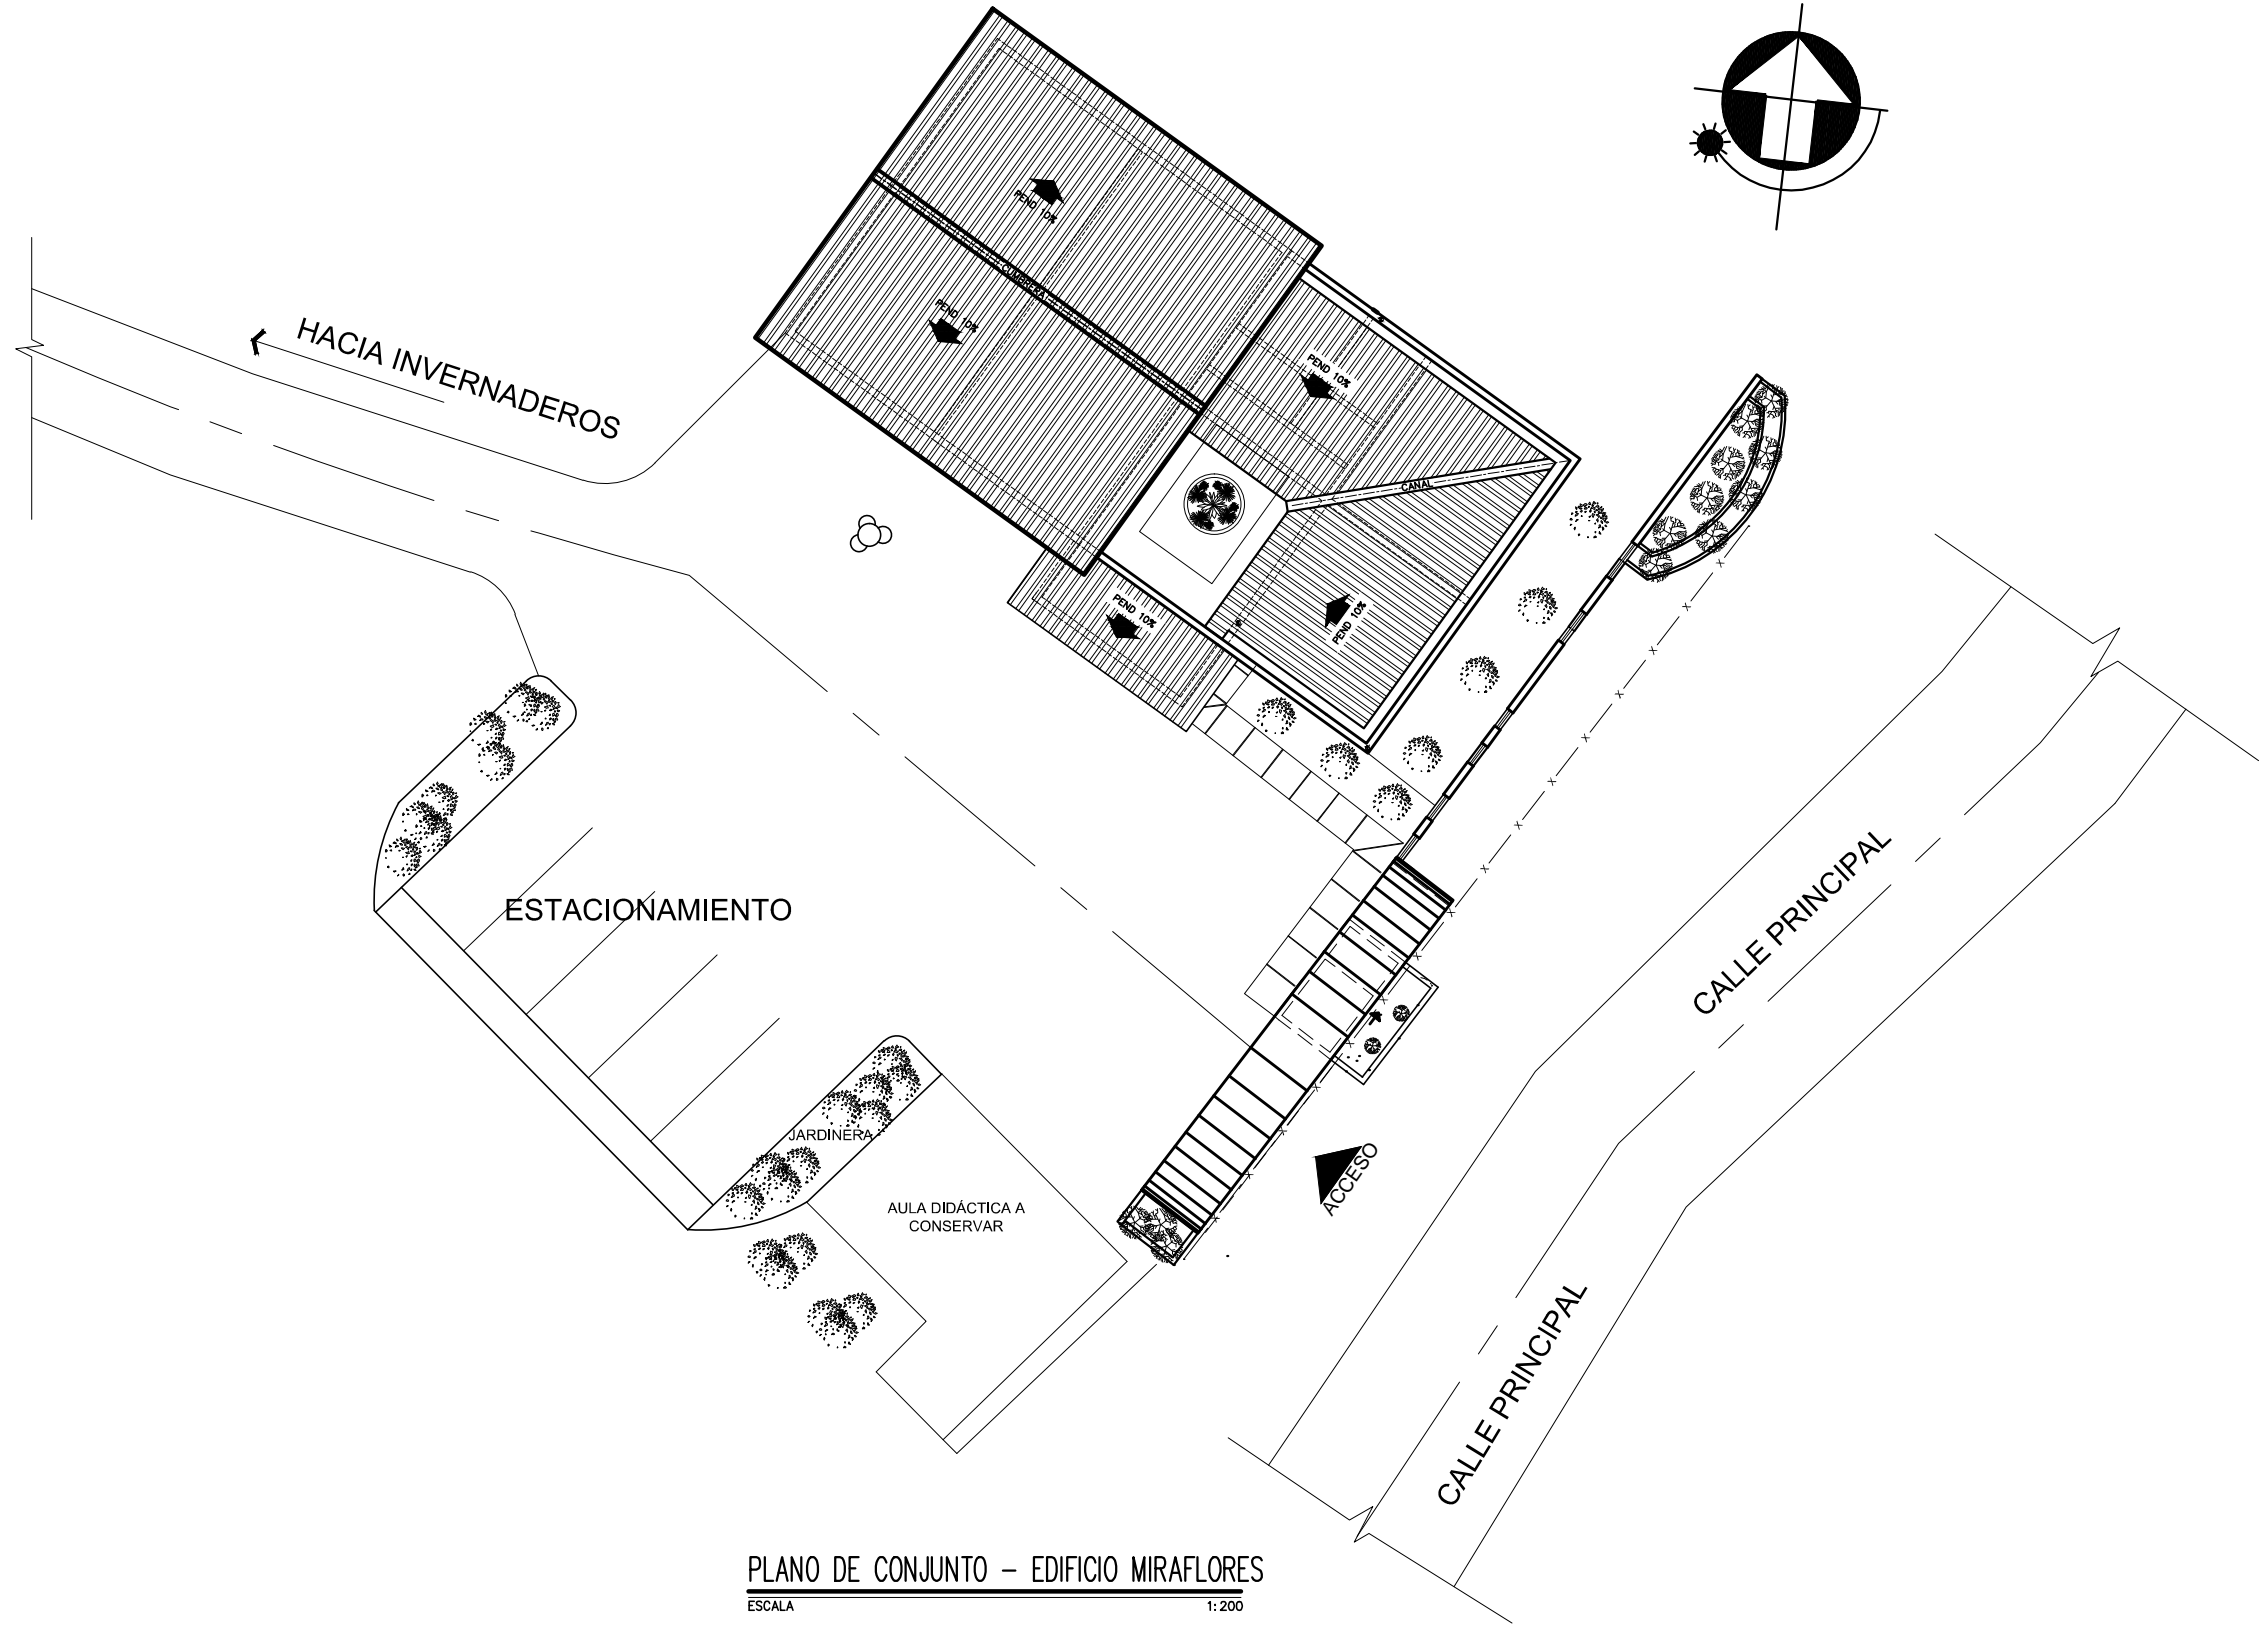 PEND 10%
CUMBRERA
PEND 10%
HACIA INVERNADEROS
PEND 10%
CANAL
PEND 10%
PEND 10%
CALLE PRINCIPAL
ESTACIONAMIENTO
JARDINERA
ACCESO
AULA DIDÁCTICA A
CONSERVAR
CALLE PRINCIPAL
PLANO DE CONJUNTO - EDIFICIO MIRAFLORES
ESCALA 1:200